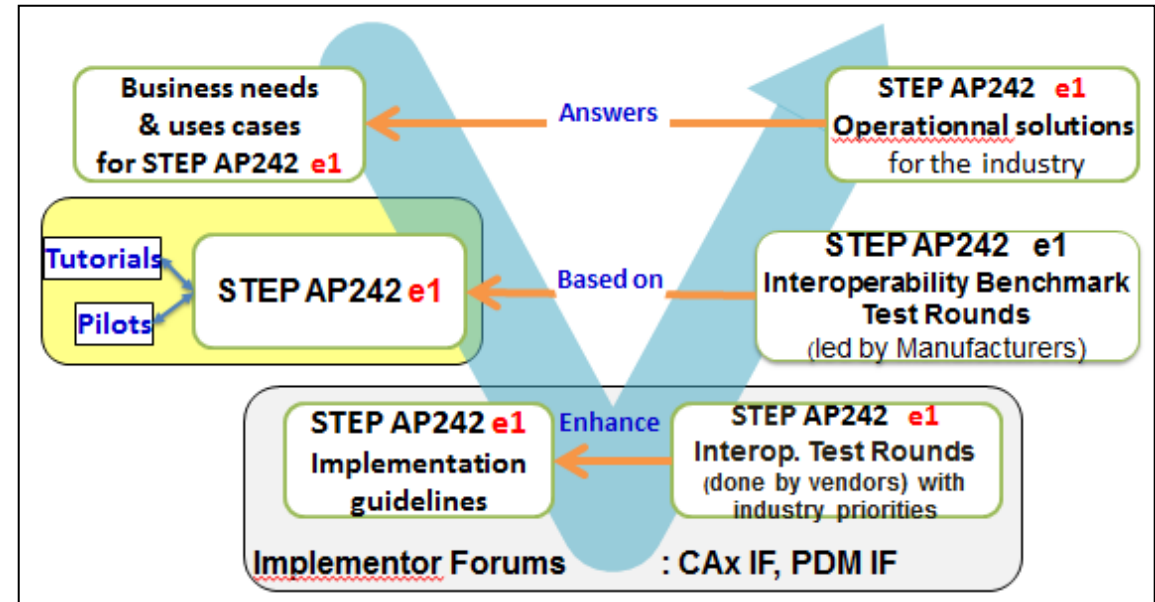 Business needs
& uses cases
for STEP AP242 e1
Answers
STEP AP242 e1
Operationnal solutions
for the industry
Tutorials
Pilots
STEP AP242 e1
Based on
STEP AP242 e1
Interoperability Benchmark
Test Rounds
(led by Manufacturers)
STEP AP242 e1
Implementation
guidelines
Enhance
STEP AP242 e1
Interop. Test Rounds
(done by vendors) with
industry priorities
Implementor Forums : CAx IF, PDM IF